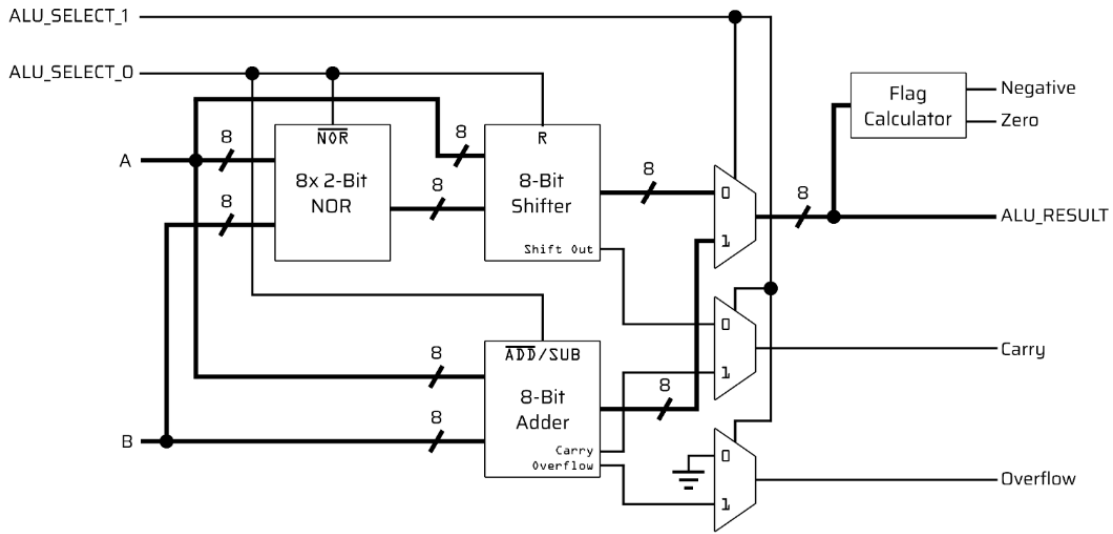 ALU_SELECT_1
ALU_SELECT_0
A
B
8
8
NOR
8x 2-Bit
NOR
8
8
R
8-Bit
Shifter
Shift Out
8
8
8
ADD/SUB
8-Bit
Adder
Carry
Overflow
8
0
1
0
1
0
1
8
Flag
Calculator
Negative
Zero
ALU_RESULT
Carry
Overflow